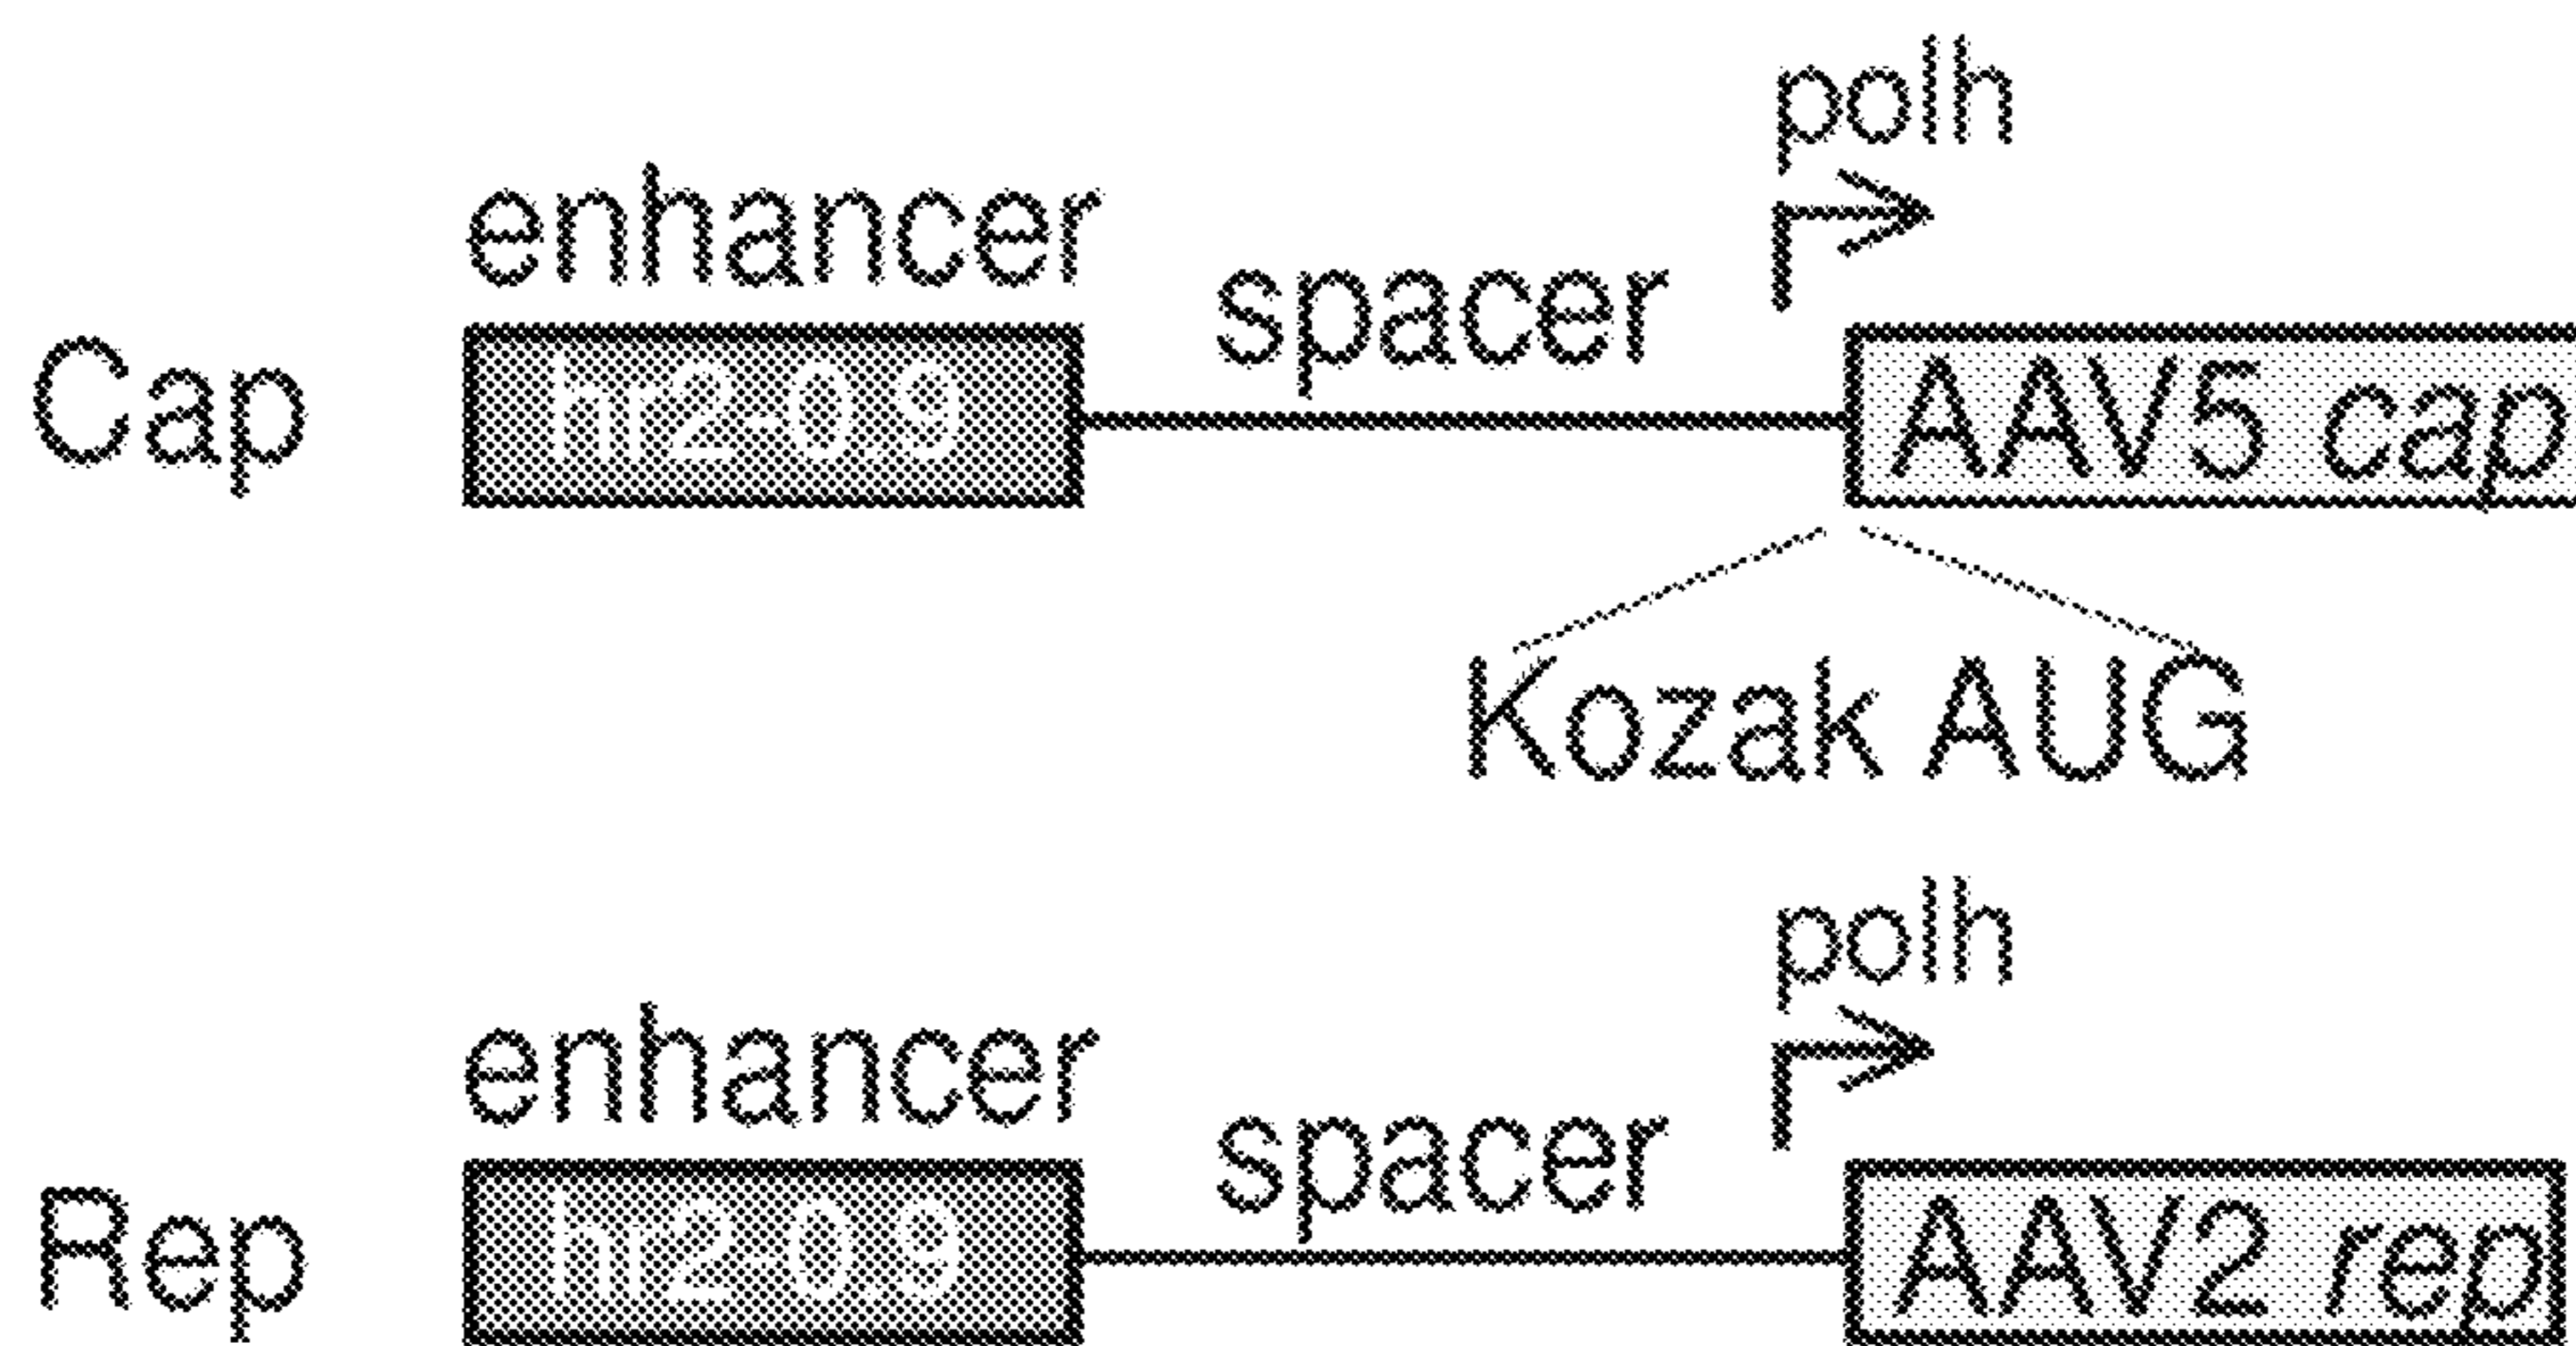 polh
enhancer
spacer
Cap
hr2-0.9
AAV5 cap
Kozak AUG
polh
enhancer
spacer
Rep
hr2-0.9
AAV2 rep